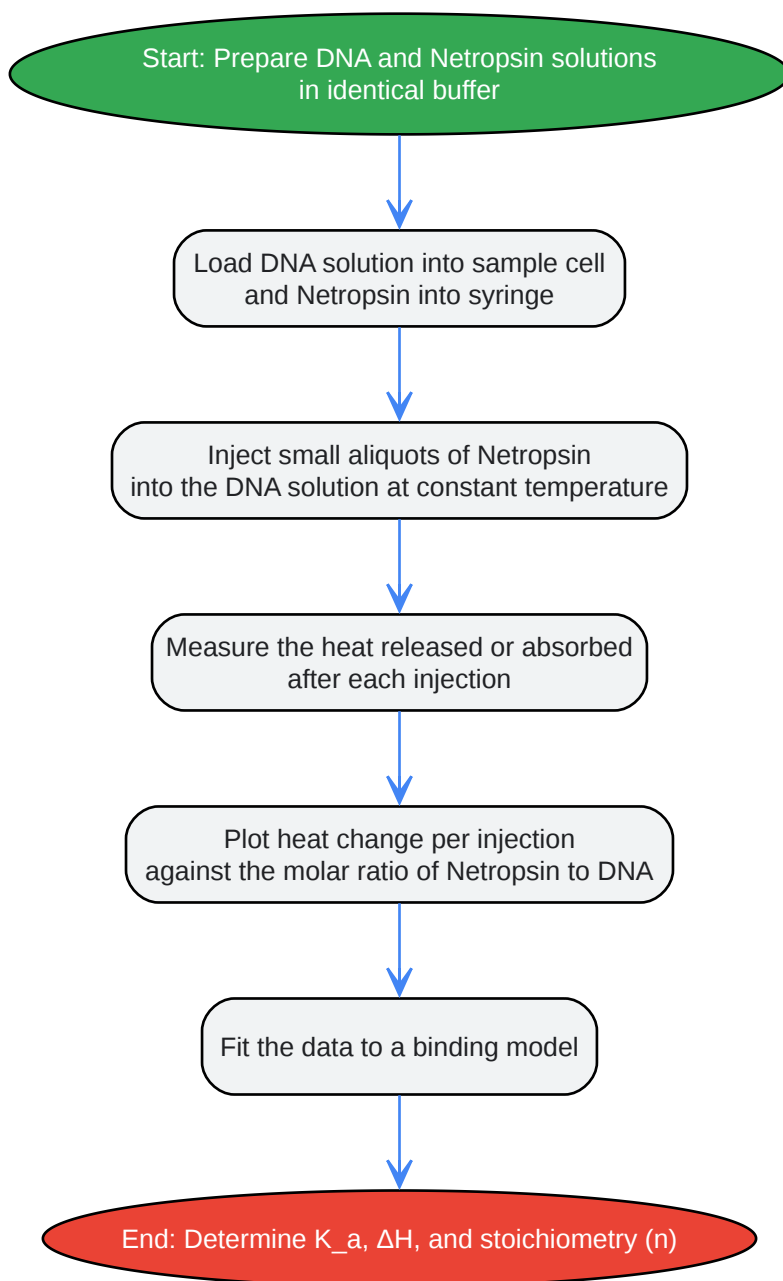 Start: Prepare DNA and Netropsin solutions
in identical buffer
Load DNA solution into sample cell
and Netropsin into syringe
Inject small aliquots of Netropsin
into the DNA solution at constant temperature
Measure the heat released or absorbed
after each injection
Plot heat change per injection
against the molar ratio of Netropsin to DNA
Fit the data to a binding model
End: Determine K_a, ΔH, and stoichiometry (n)